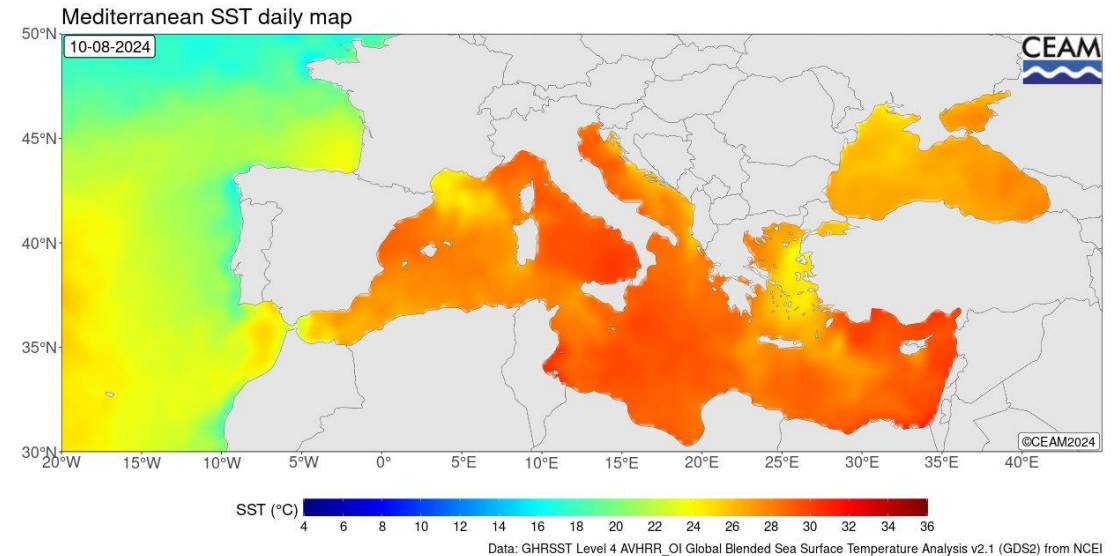 Mediterranean SST daily map
10-08-2024
CEAM
50°N
45°N
40°N
35°N
30°N
©CEAM2024
20°W 15°W 10°W 5°W 0° 5°E 10°E 15°E 20°E 25°E 30°E 35°E 40°E
SST (°C)
4 6 8 10 12 14 16 18 20 22 24 26 28 30 32 34 36
Data: GHRSST Level 4 AVHRR_OI Global Blended Sea Surface Temperature Analysis v2.1 (GDS2) from NCEI